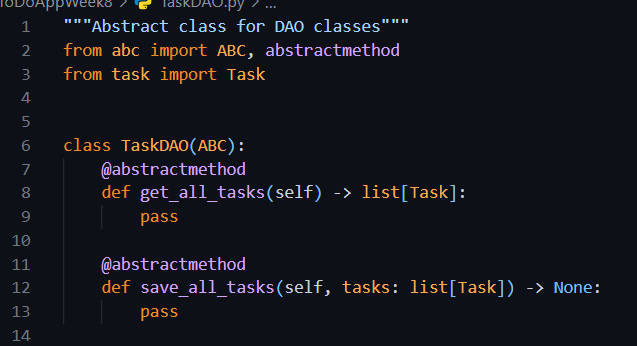 ToDoAppWeek8 > TaskDAO.py > ...
1 """Abstract class for DAO classes"""
2 from abc import ABC, abstractmethod
3 from task import Task
4
5
6 class TaskDAO(ABC):
7     @abstractmethod
8     def get_all_tasks(self) -> list[Task]:
9         pass
10
11     @abstractmethod
12     def save_all_tasks(self, tasks: list[Task]) -> None:
13         pass
14